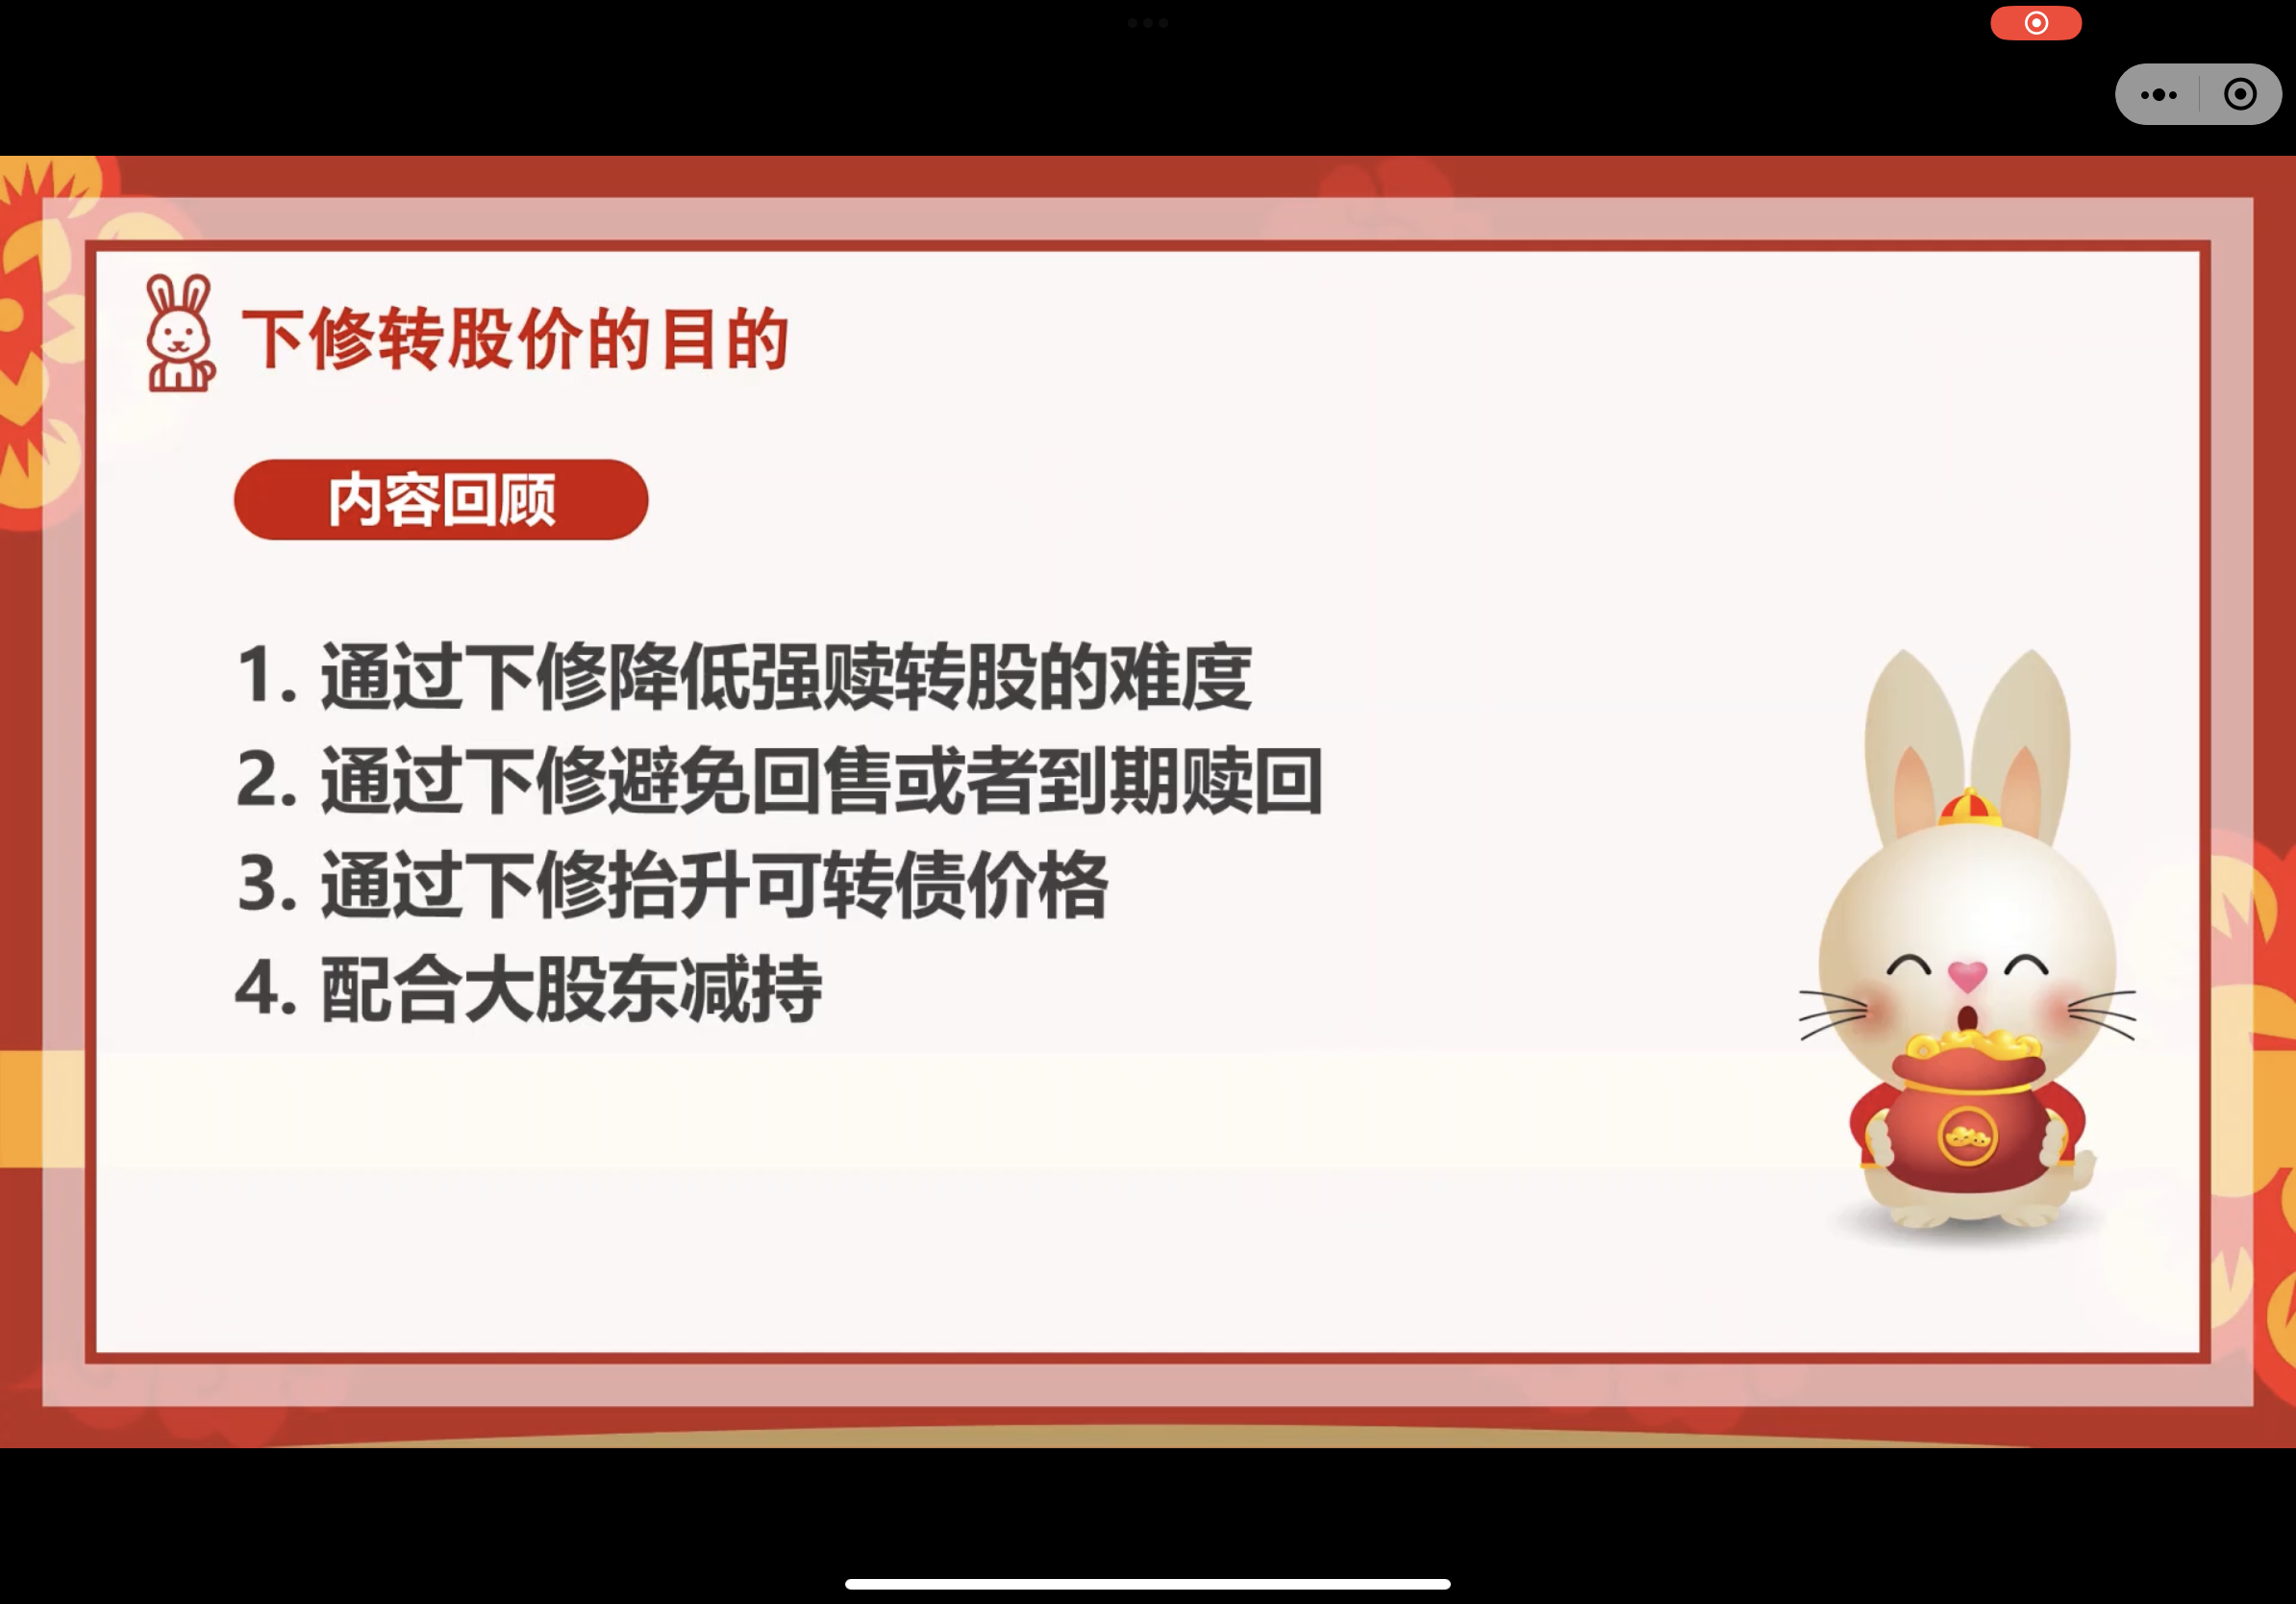 下修转股价的目的
内容回顾
1. 通过下修降低强赎转股的难度
2. 通过下修避免回售或者到期赎回
3. 通过下修抬升可转债价格
4. 配合大股东减持